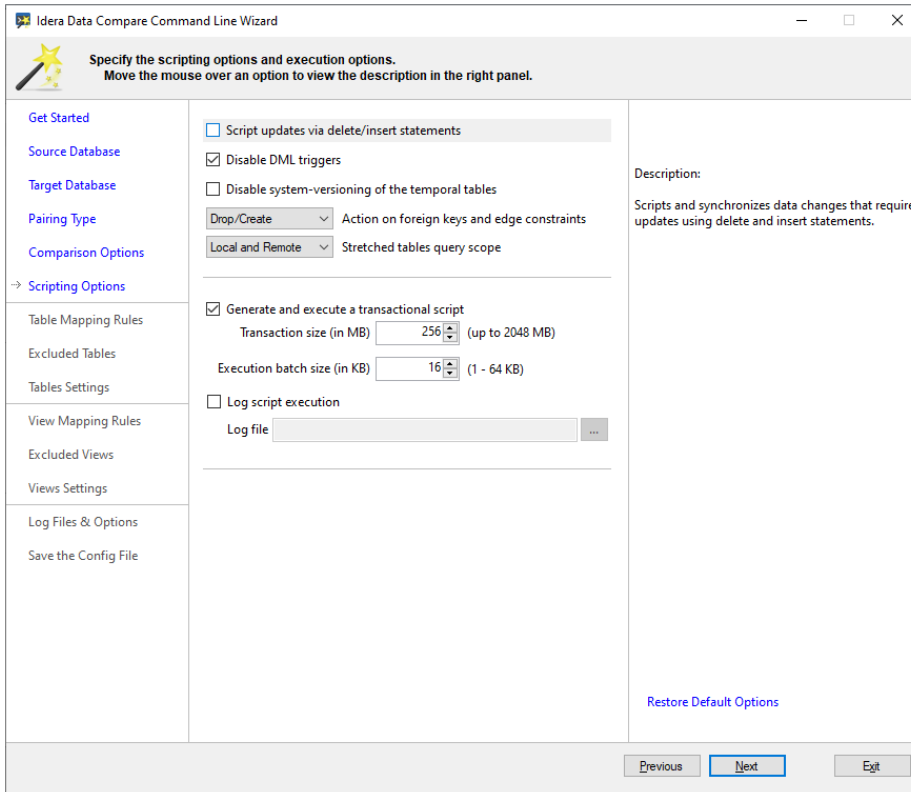 Idera Data Compare Command Line Wizard
Specify the scripting options and execution options.
Move the mouse over an option to view the description in the right panel.
Get Started
Source Database
Target Database
Pairing Type
Comparison Options
Scripting Options
Table Mapping Rules
Excluded Tables
Tables Settings
View Mapping Rules
Excluded Views
Views Settings
Log Files & Options
Save the Config File
Script updates via delete/insert statements
Disable DML triggers
Disable system-versioning of the temporal tables
Drop/Create Action on foreign keys and edge constraints
Local and Remote Stretched tables query scope
Generate and execute a transactional script
Transaction size (in MB) 256 (up to 2048 MB)
Execution batch size (in KB) 16 (1 - 64 KB)
Log script execution
Log file ...
Description:
Scripts and synchronizes data changes that require
updates using delete and insert statements.
Restore Default Options
Previous Next Exit